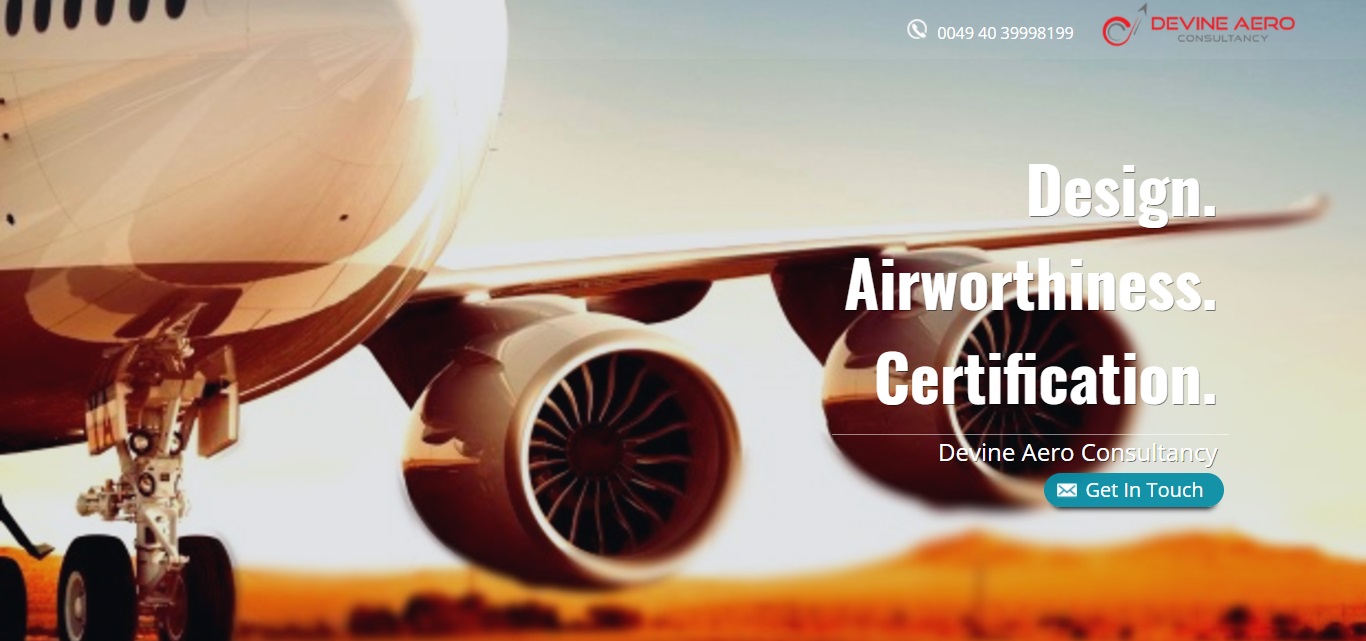 0049 40 39998199
DEVINE AERO
CONSULTANCY
Design.
Airworthiness.
Certification.
Devine Aero Consultancy
Get In Touch